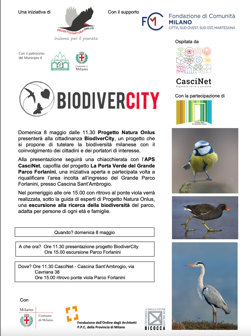 Una iniziativa di
Con il supporto
insieme per il pianeta
FCM
Fondazione di Comunità
MILANO
CITTÀ, SUD OVEST, SUD EST, MARTESANA
Con il patrocinio
del Municipio 4
Comune di
Milano
Ospitata da
CasciNet
Con la partecipazione
di
BIODIVERCITY
Domenica 8 maggio dalle 11.30 Progetto Natura Onlus
presenterà alla cittadinanza BiodiverCity, un progetto che
si propone di tutelare la biodiversità milanese con il
coinvolgimento dei cittadini e dei portatori di interesse.
Alla presentazione seguirà una chiacchierata con l'APS
CasciNet, capofila del progetto La Porta Verde del Grande
Parco Forlanini, una iniziativa aperta e partecipata volta a
riqualificare l'area incolta all'ingresso del Grande Parco
Forlanini, presso Cascina Sant'Ambrogio.
Nel pomeriggio alle ore 15.00 con ritrovo al ponte viola verrà
realizzata, sotto la guida di esperti di Progetto Natura Onlus,
una escursione alla ricerca della biodiversità del parco,
adatta per persone di ogni età e famiglie.
Quando? domenica 8 maggio
A che ora? Ore 11.30 presentazione progetto BiodiverCity
Ore 15.00 escursione Parco Forlanini
Dove? Ore 11.30 CasciNet - Cascina Sant'Ambrogio, via
Cavriana 38
Ore 15.00 ritrovo ponte viola Parco Forlanini
Con
Milano
Comune
di Milano
Fondazione dell'Ordine degli Architetti
P.P.C. della Provincia di Milano
BICOCCA